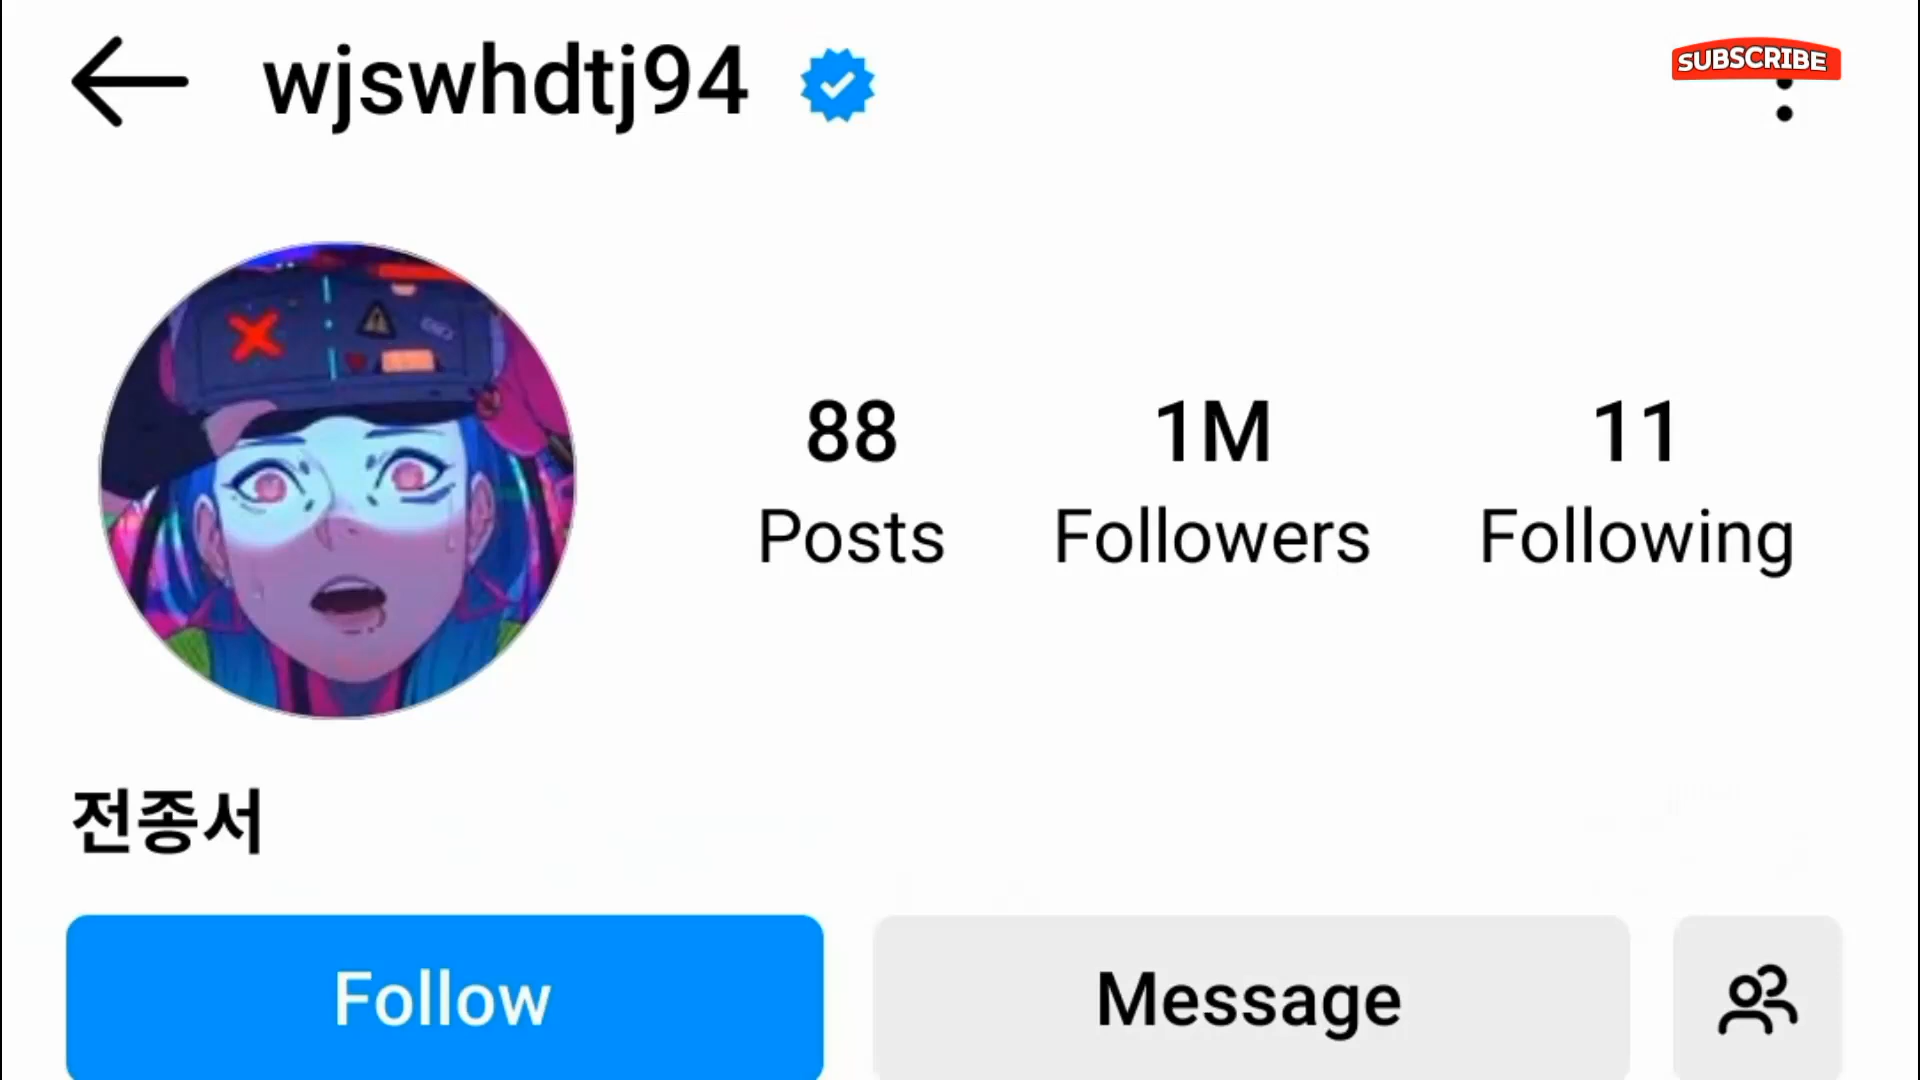 wjswhdtj94
SUBSCRIBE
88
1M
11
Posts
Followers
Following
전종서
Follow
Message